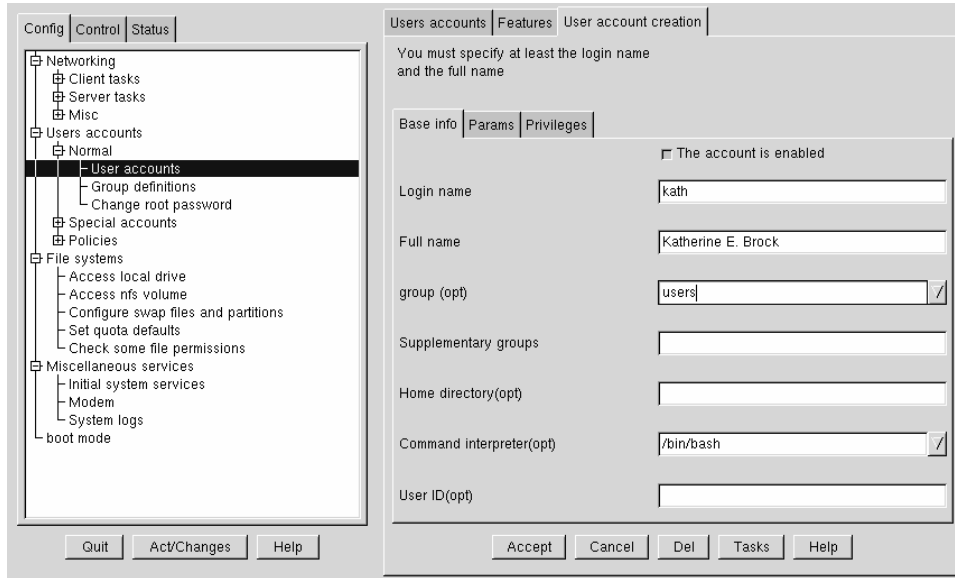 Config Control Status
Networking
Client tasks
Server tasks
Misc
Users accounts
Normal
User accounts
Group definitions
Change root password
Special accounts
Policies
File systems
Access local drive
Access nfs volume
Configure swap files and partitions
Set quota defaults
Check some file permissions
Miscellaneous services
Initial system services
Modem
System logs
boot mode
Quit Act/Changes Help
Users accounts Features User account creation
You must specify at least the login name
and the full name
Base info Params Privileges
The account is enabled
Login name kath
Full name Katherine E. Brock
group (opt) users
Supplementary groups
Home directory(opt)
Command interpreter(opt) /bin/bash
User ID(opt)
Accept Cancel Del Tasks Help